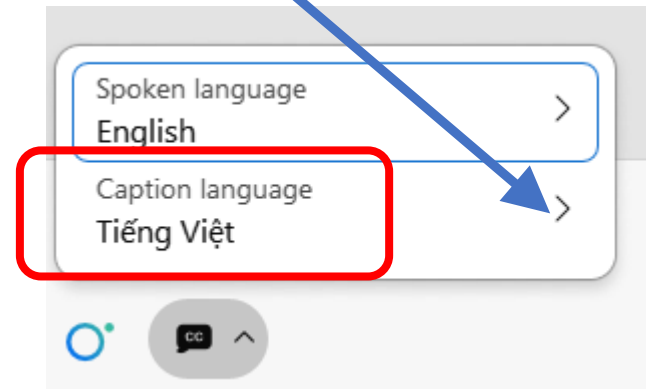 Spoken language
English
Caption language
Tiếng Việt
CC